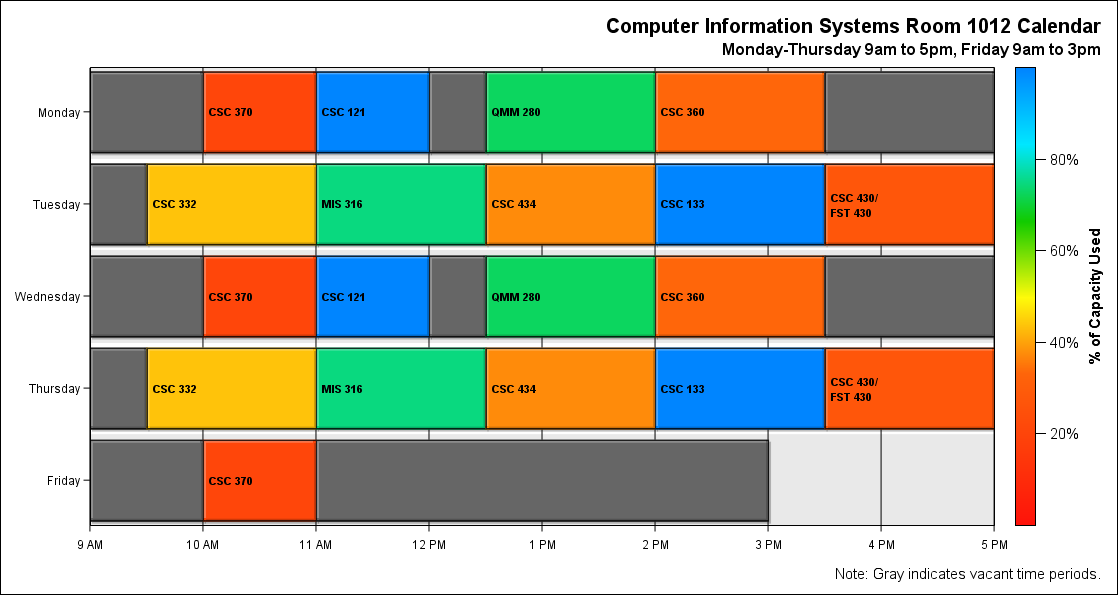 Computer Information Systems Room 1012 Calendar
Monday-Thursday 9am to 5pm, Friday 9am to 3pm
Monday
CSC 370
CSC 121
QMM 280
CSC 360
Tuesday
CSC 332
MIS 316
CSC 434
CSC 133
CSC 430/
FST 430
Wednesday
CSC 370
CSC 121
QMM 280
CSC 360
Thursday
CSC 332
MIS 316
CSC 434
CSC 133
CSC 430/
FST 430
Friday
CSC 370
9 AM
10 AM
11 AM
12 PM
1 PM
2 PM
3 PM
4 PM
5 PM
80%
60%
40%
20%
% of Capacity Used
Note: Gray indicates vacant time periods.